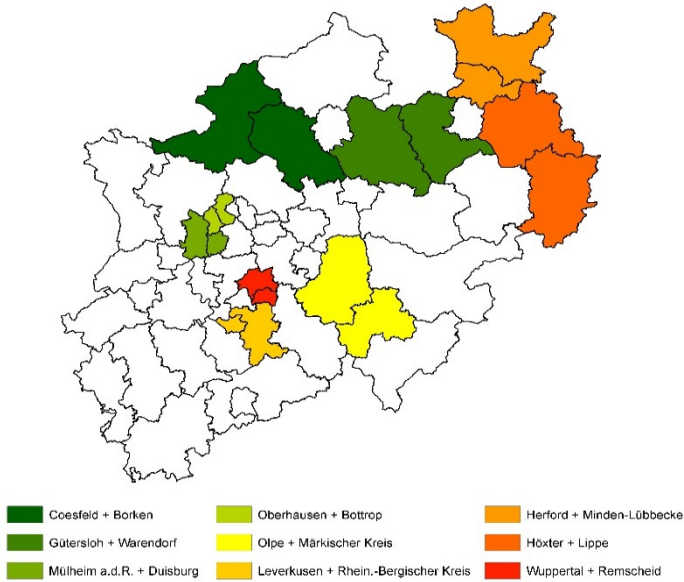 Coesfeld + Borken
Oberhausen + Bottrop
Herford + Minden-Lübbecke
Gütersloh + Warendorf
Olpe + Märkischer Kreis
Höxter + Lippe
Mülheim a.d.R. + Duisburg
Leverkusen + Rhein.-Bergischer Kreis
Wuppertal + Remscheid